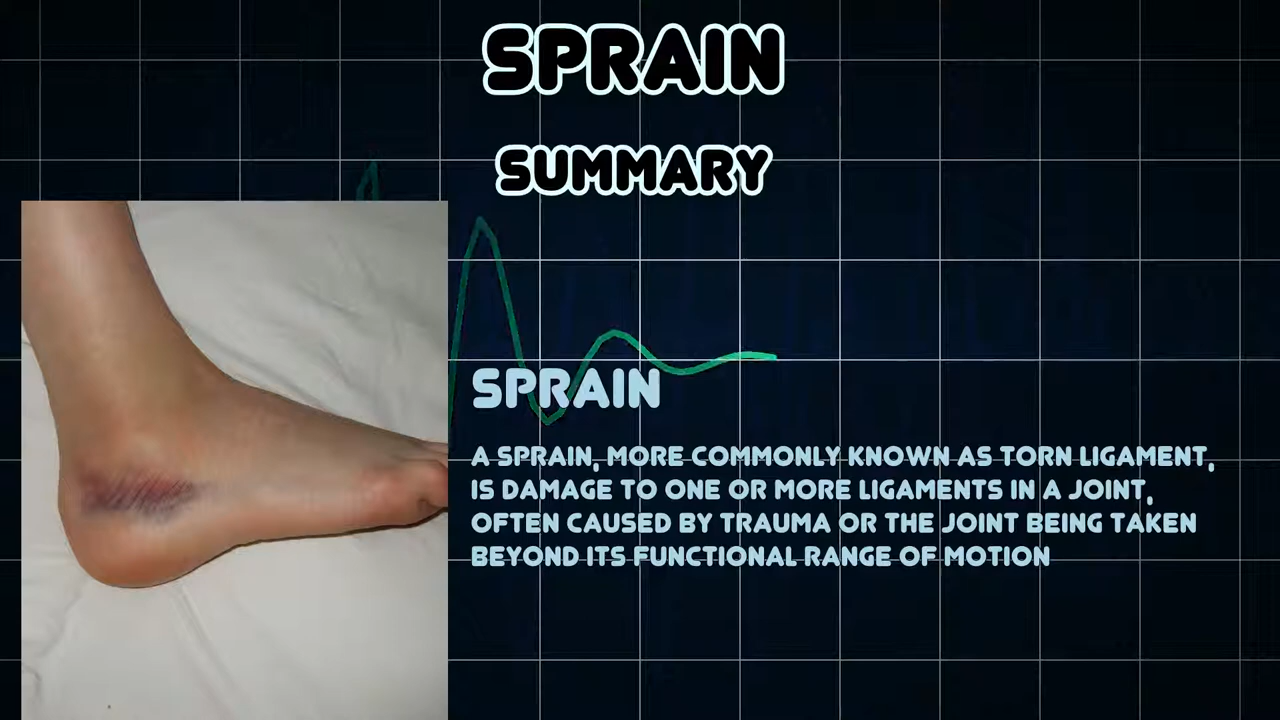 SPRAIN
SUMMARY
SPRAIN
A SPRAIN, MORE COMMONLY KNOWN AS TORN LIGAMENT,
IS DAMAGE TO ONE OR MORE LIGAMENTS IN A JOINT,
OFTEN CAUSED BY TRAUMA OR THE JOINT BEING TAKEN
BEYOND ITS FUNCTIONAL RANGE OF MOTION